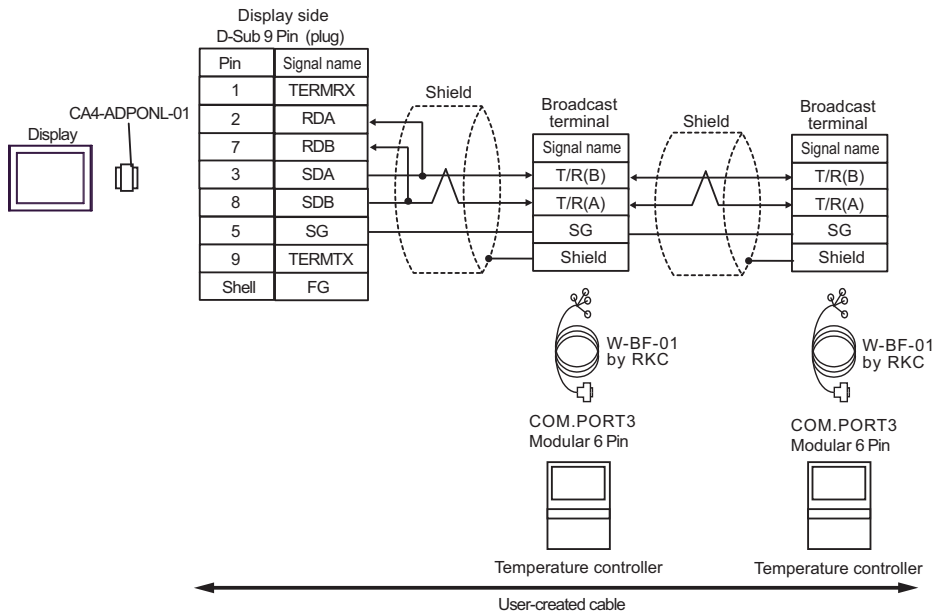 Display side
D-Sub 9 Pin (plug)
Pin Signal name
1 TERMRX
2 RDA
7 RDB
3 SDA
8 SDB
5 SG
9 TERMTX
Shell FG
CA4-ADPONL-01
Display
Shield
Broadcast
terminal
Signal name
T/R(B)
T/R(A)
SG
Shield
Shield
Broadcast
terminal
Signal name
T/R(B)
T/R(A)
SG
Shield
W-BF-01
by RKC
W-BF-01
by RKC
COM.PORT3
Modular 6 Pin
COM.PORT3
Modular 6 Pin
Temperature controller
Temperature controller
User-created cable